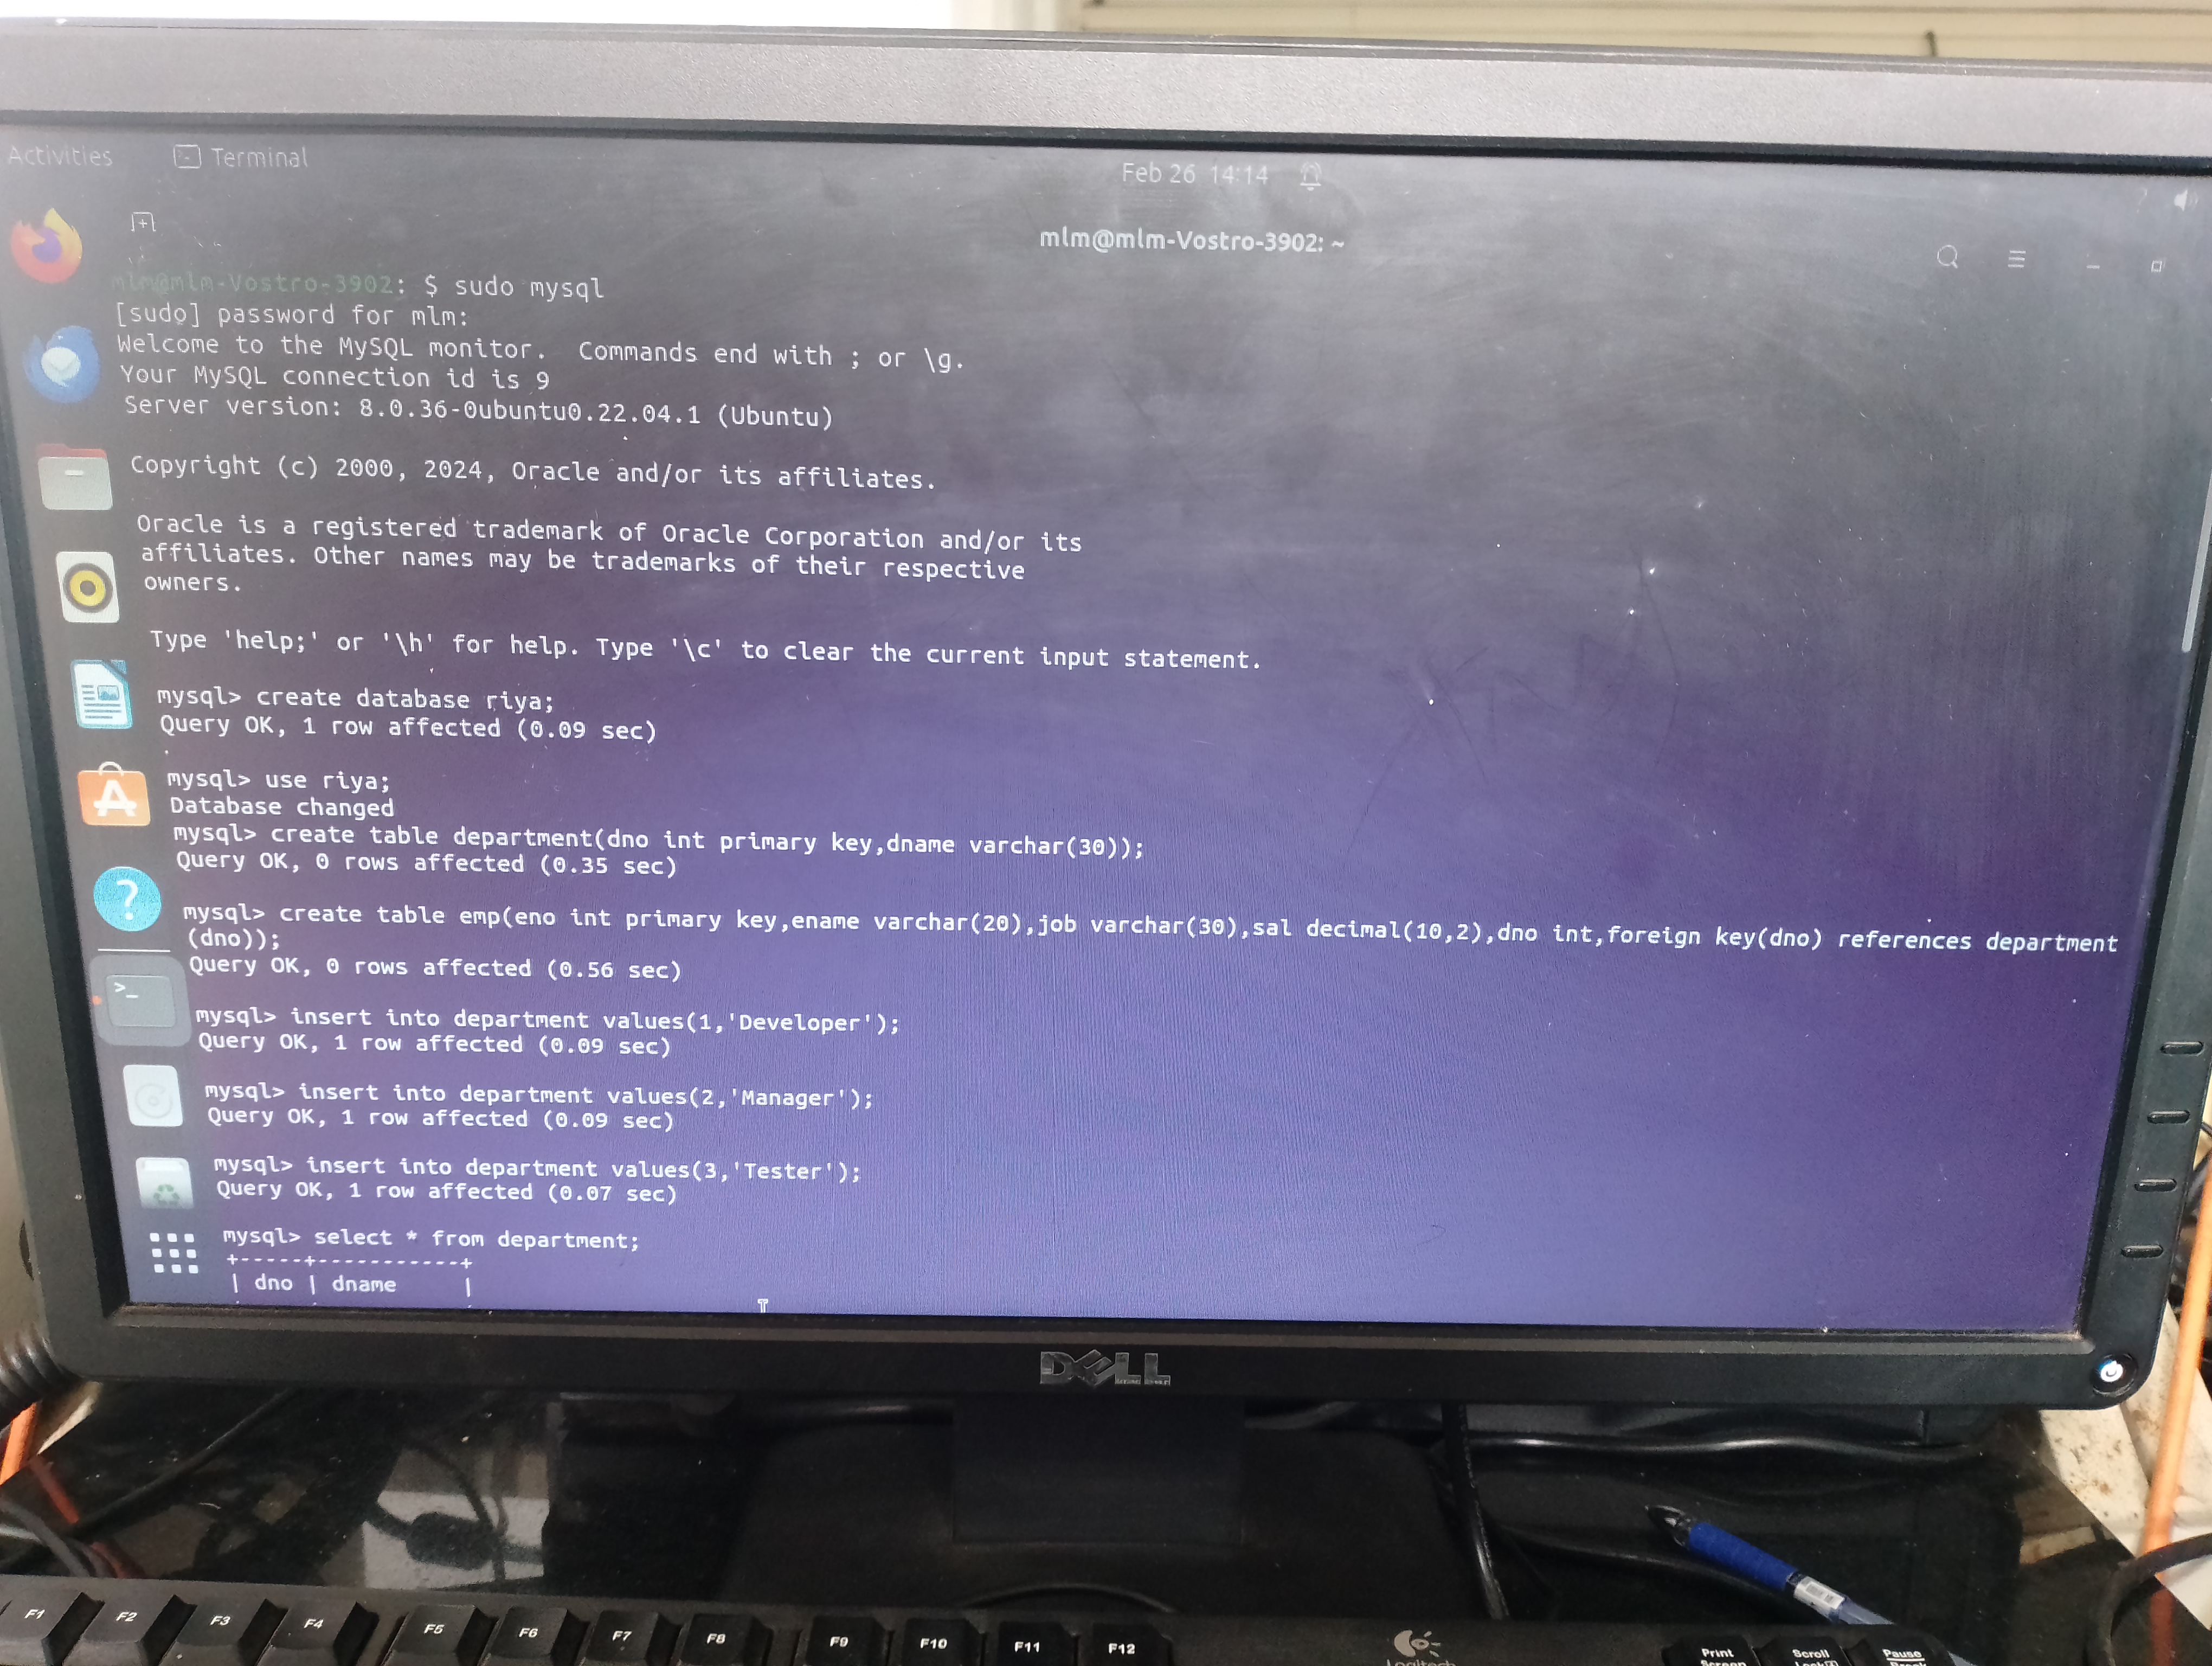 Activities Terminal Feb 26 14:14
mlm@mlm-Vostro-3902: ~
mlm@mlm-Vostro-3902: $ sudo mysql
[sudo] password for mlm:
Welcome to the MySQL monitor.  Commands end with ; or \g.
Your MySQL connection id is 9
Server version: 8.0.36-0ubuntu0.22.04.1 (Ubuntu)
Copyright (c) 2000, 2024, Oracle and/or its affiliates.
Oracle is a registered trademark of Oracle Corporation and/or its
affiliates. Other names may be trademarks of their respective
owners.
Type 'help;' or '\h' for help. Type '\c' to clear the current input statement.
mysql> create database riya;
Query OK, 1 row affected (0.09 sec)
mysql> use riya;
Database changed
mysql> create table department(dno int primary key,dname varchar(30));
Query OK, 0 rows affected (0.35 sec)
mysql> create table emp(eno int primary key,ename varchar(20),job varchar(30),sal decimal(10,2),dno int,foreign key(dno) references department
(dno));
Query OK, 0 rows affected (0.56 sec)
mysql> insert into department values(1,'Developer');
Query OK, 1 row affected (0.09 sec)
mysql> insert into department values(2,'Manager');
Query OK, 1 row affected (0.09 sec)
mysql> insert into department values(3,'Tester');
Query OK, 1 row affected (0.07 sec)
mysql> select * from department;
+-----+-----------+
| dno | dname     |
DELL
F1 F2 F3 F4 F5 F6 F7 F8 F9 F10 F11 F12
Logitech
Print Scroll Pause
Screen Lock Break